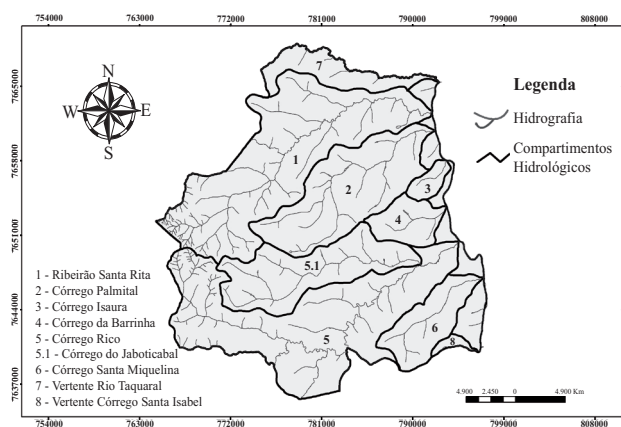 754000 763000 772000 781000 790000 799000 808000
7665000
7658000
7651000
7644000
7637000
N
W E
S
Legenda
Hidrografia
Compartimentos
Hidrológicos
7
1
2
3
4
5.1
5
6
8
1 - Ribeirão Santa Rita
2 - Córrego Palmital
3 - Córrego Isaura
4 - Córrego da Barrinha
5 - Córrego Rico
5.1 - Córrego do Jaboticabal
6 - Córrego Santa Miquelina
7 - Vertente Rio Taquaral
8 - Vertente Córrego Santa Isabel
4.900 2.450 0 4.900 Km
754000 763000 772000 781000 790000 799000 808000